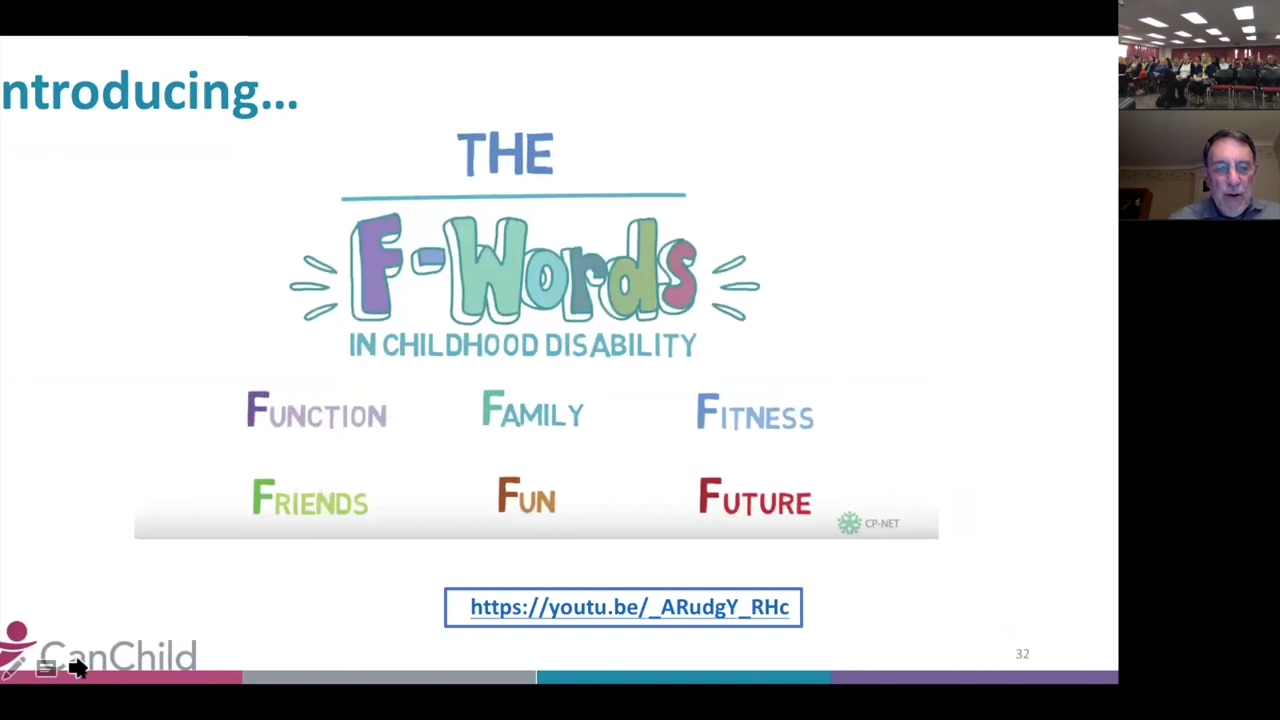 ntroducing...
THE
F-Words
IN CHILDHOOD DISABILITY
FUNCTION FAMILY FITNESS
FRIENDS FUN FUTURE
CP-NET
https://youtu.be/_ARudgY_RHc
CanChild
32